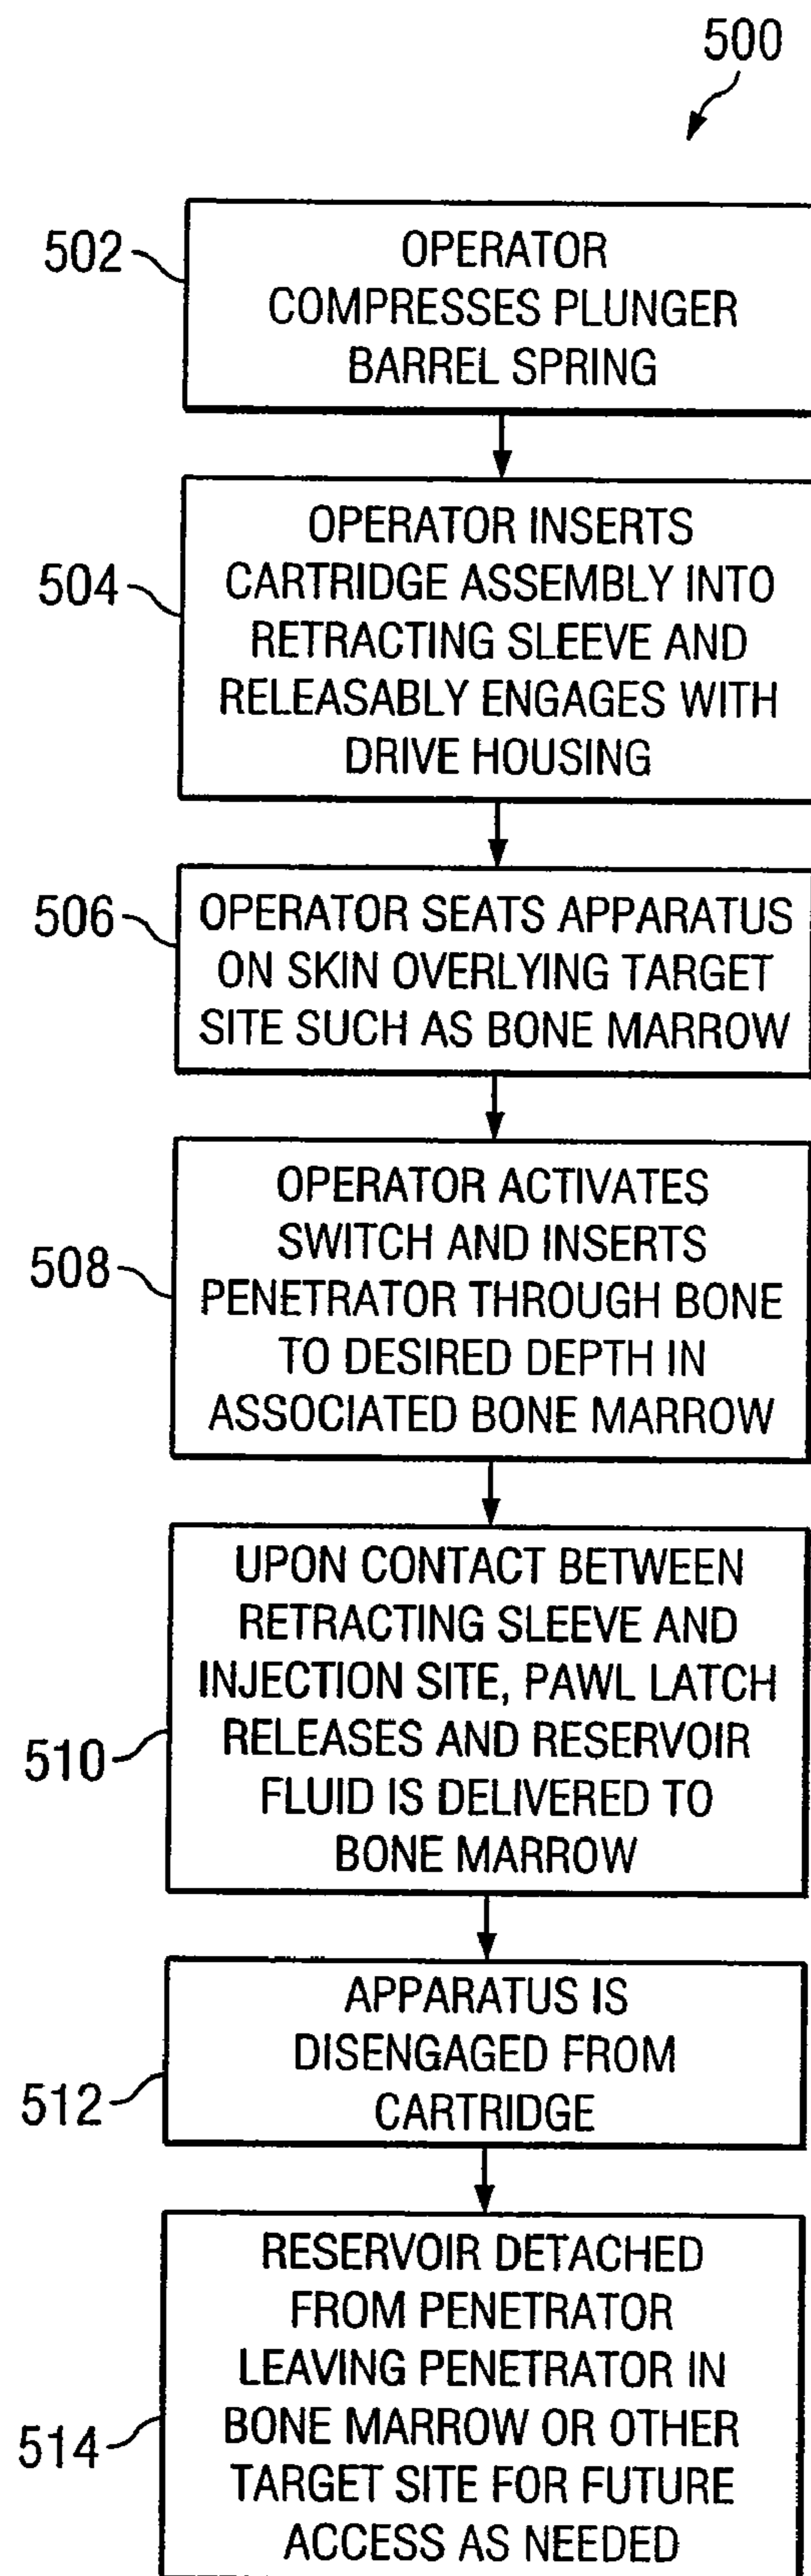 500
502
OPERATOR
COMPRESSES PLUNGER
BARREL SPRING
504
OPERATOR INSERTS
CARTRIDGE ASSEMBLY INTO
RETRACTING SLEEVE AND
RELEASABLY ENGAGES WITH
DRIVE HOUSING
506
OPERATOR SEATS APPARATUS
ON SKIN OVERLYING TARGET
SITE SUCH AS BONE MARROW
508
OPERATOR ACTIVATES
SWITCH AND INSERTS
PENETRATOR THROUGH BONE
TO DESIRED DEPTH IN
ASSOCIATED BONE MARROW
510
UPON CONTACT BETWEEN
RETRACTING SLEEVE AND
INJECTION SITE, PAWL LATCH
RELEASES AND RESERVOIR
FLUID IS DELIVERED TO
BONE MARROW
512
APPARATUS IS
DISENGAGED FROM
CARTRIDGE
514
RESERVOIR DETACHED
FROM PENETRATOR
LEAVING PENETRATOR IN
BONE MARROW OR OTHER
TARGET SITE FOR FUTURE
ACCESS AS NEEDED